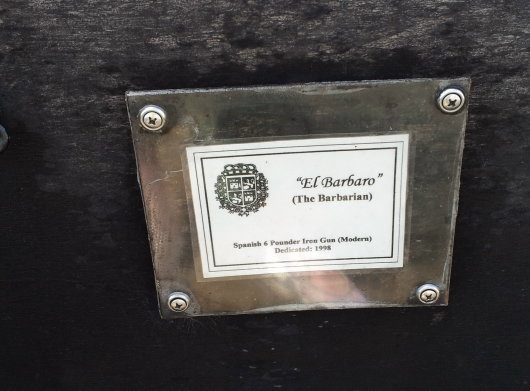 "El Barbaro"
(The Barbarian)
Spanish 6 Pounder Iron Gun (Modern)
Dedicated: 1998